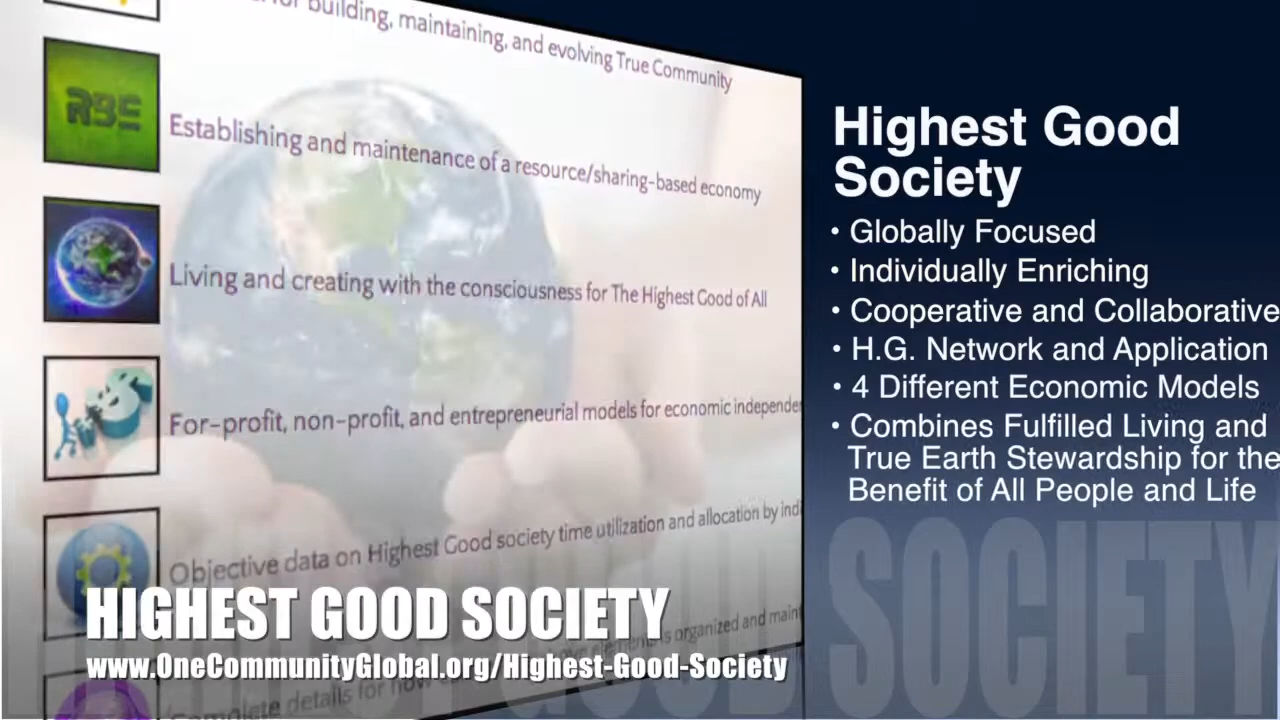 for building, maintaining, and evolving True Community
RBE
Establishing and maintenance of a resource/sharing-based economy
Living and creating with the consciousness for The Highest Good of All
For-profit, non-profit, and entrepreneurial models for economic
Objective data on Highest Good society time utilization and allocation by
is organized and
Complete details for how
HIGHEST GOOD SOCIETY
www.OneCommunityGlobal.org/Highest-Good-Society
Highest Good
Society
• Globally Focused
• Individually Enriching
• Cooperative and Collaborative
• H.G. Network and Application
• 4 Different Economic Models
• Combines Fulfilled Living and
True Earth Stewardship for the
Benefit of All People and Life
GOOD SOCIETY